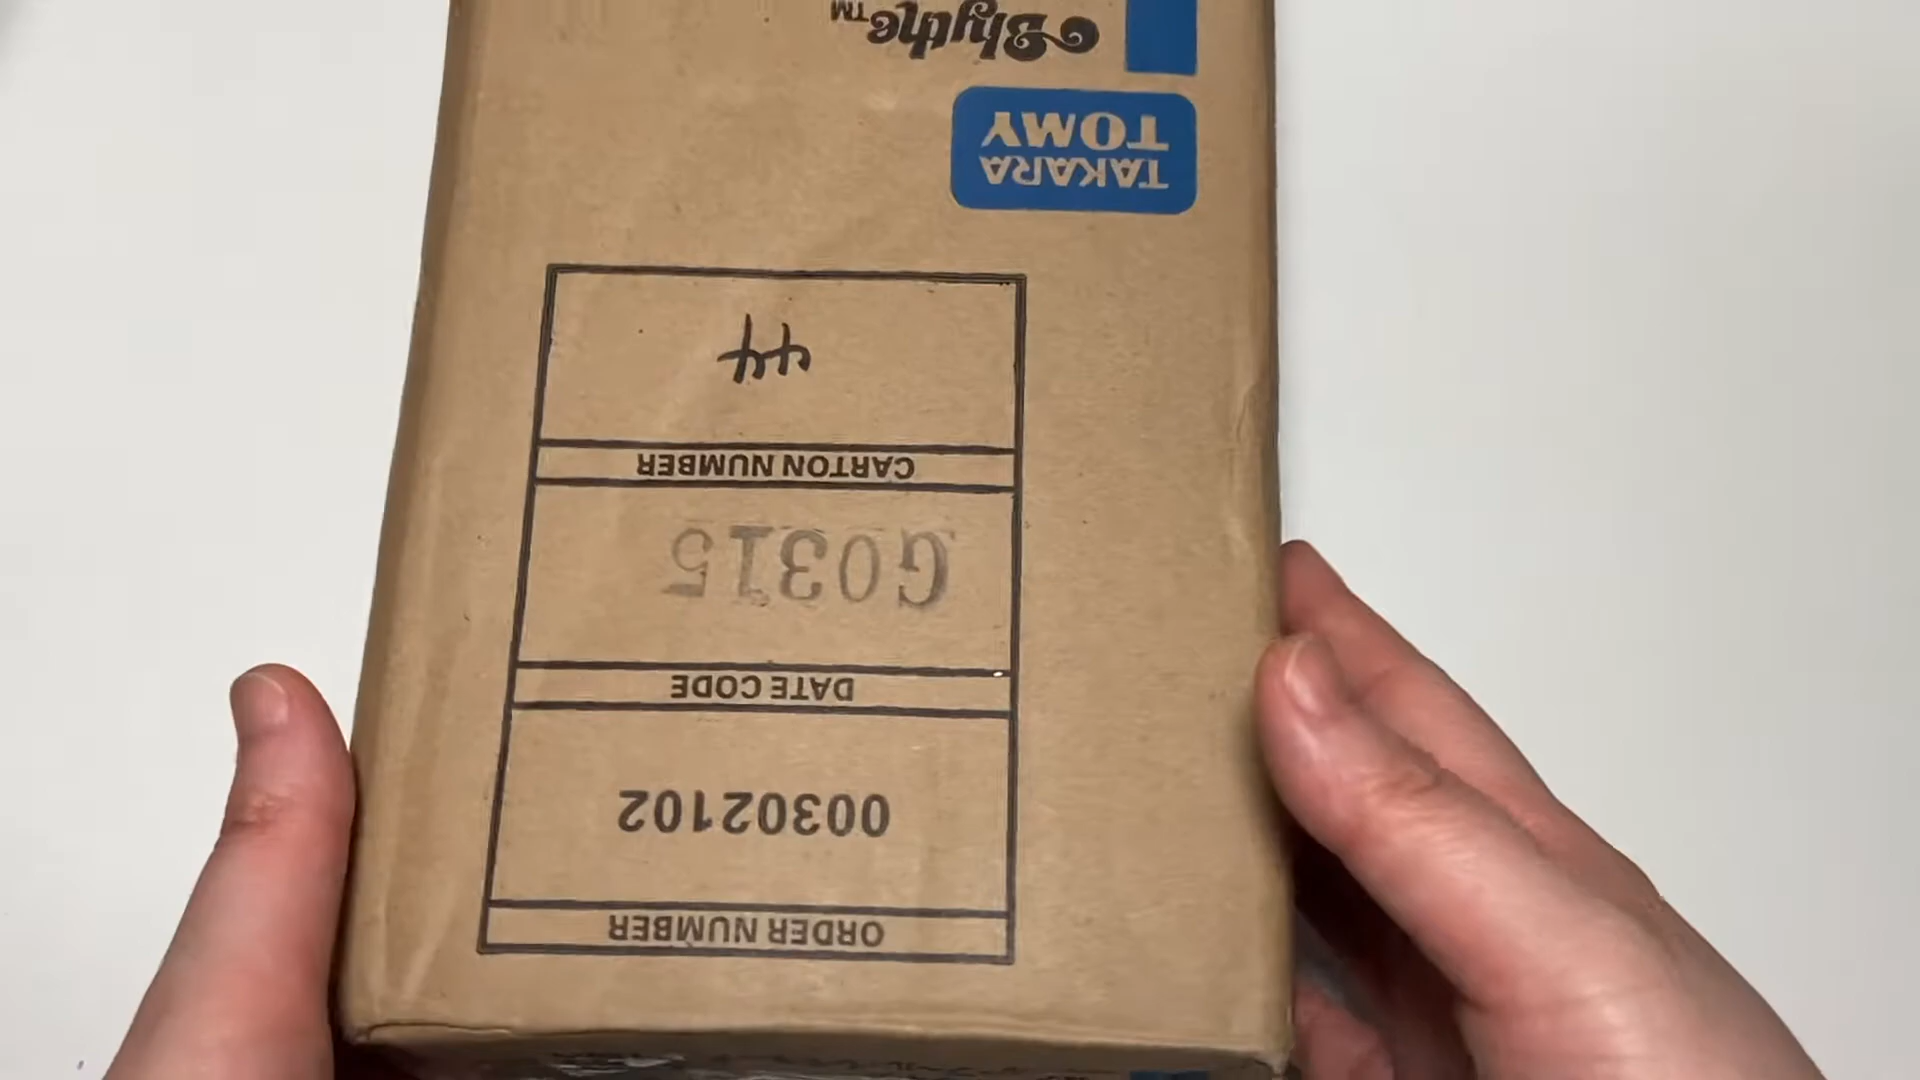 ORDER NUMBER
00302102
DATE CODE
G0315
CARTON NUMBER
44
TAKARA
TOMY
Blythe™